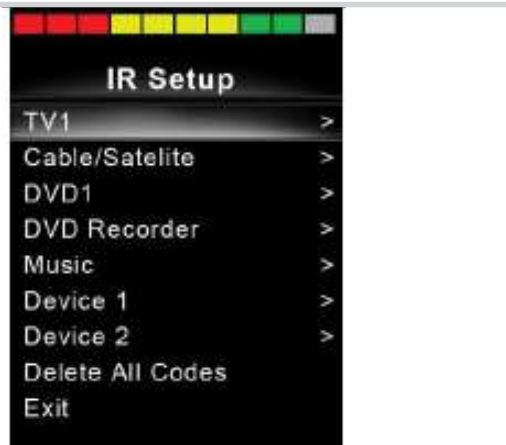 IR Setup
TV1 >
Cable/Satelite >
DVD1 >
DVD Recorder >
Music >
Device 1 >
Device 2 >
Delete All Codes
Exit